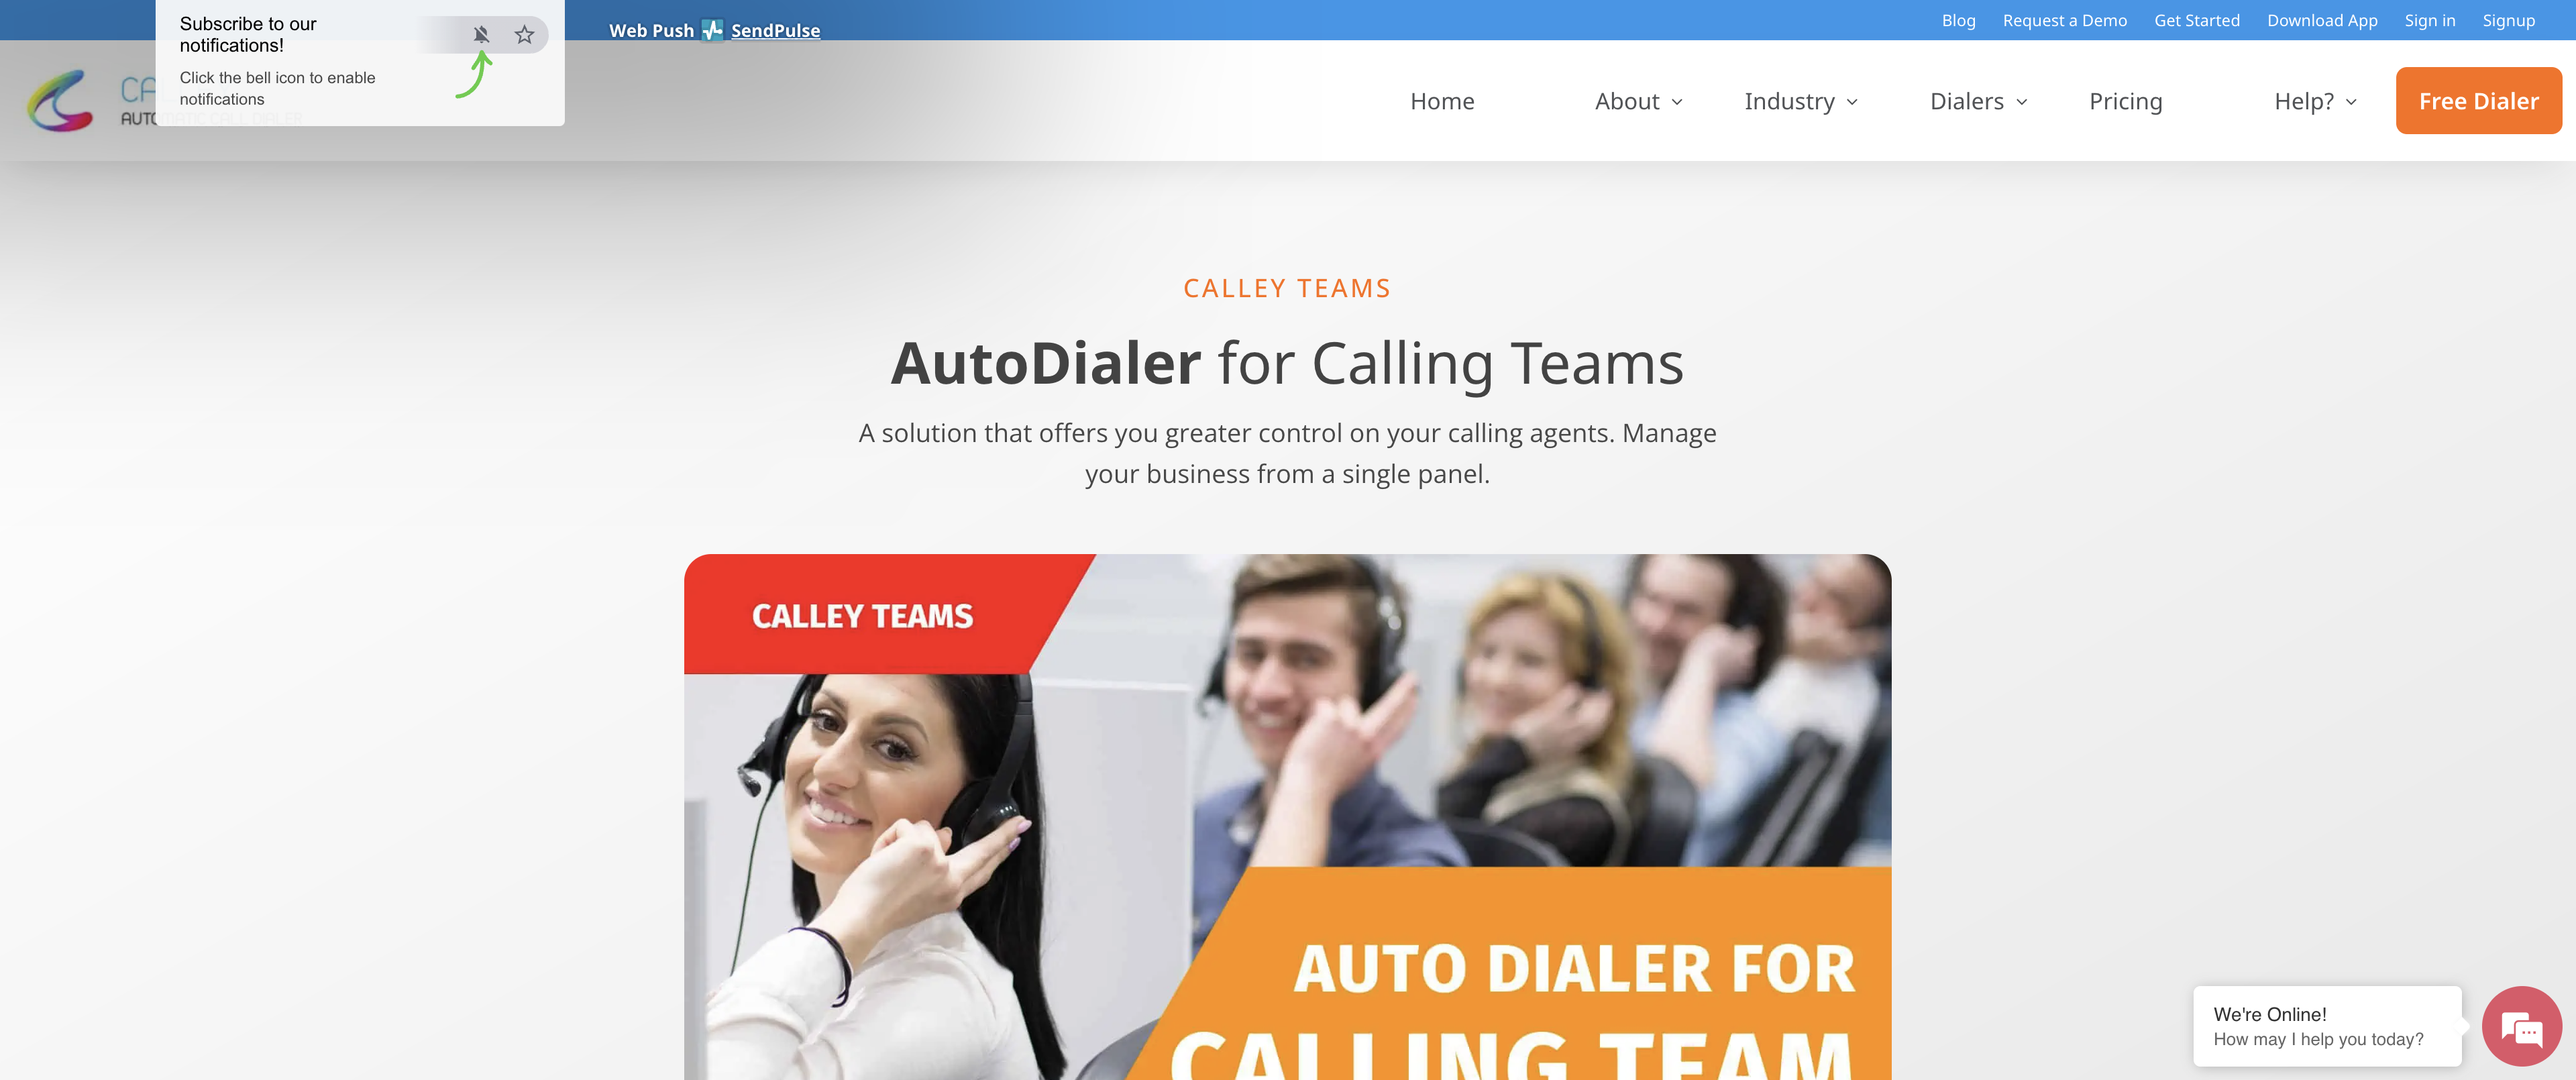 Subscribe to our
notifications!
Click the bell icon to enable
notifications
Web Push SendPulse
Blog Request a Demo Get Started Download App Sign in Signup
Home About Industry Dialers Pricing Help? Free Dialer
CALLEY TEAMS
AutoDialer for Calling Teams
A solution that offers you greater control on your calling agents. Manage
your business from a single panel.
CALLEY TEAMS
AUTO DIALER FOR
CALLING TEAM
We're Online!
How may I help you today?